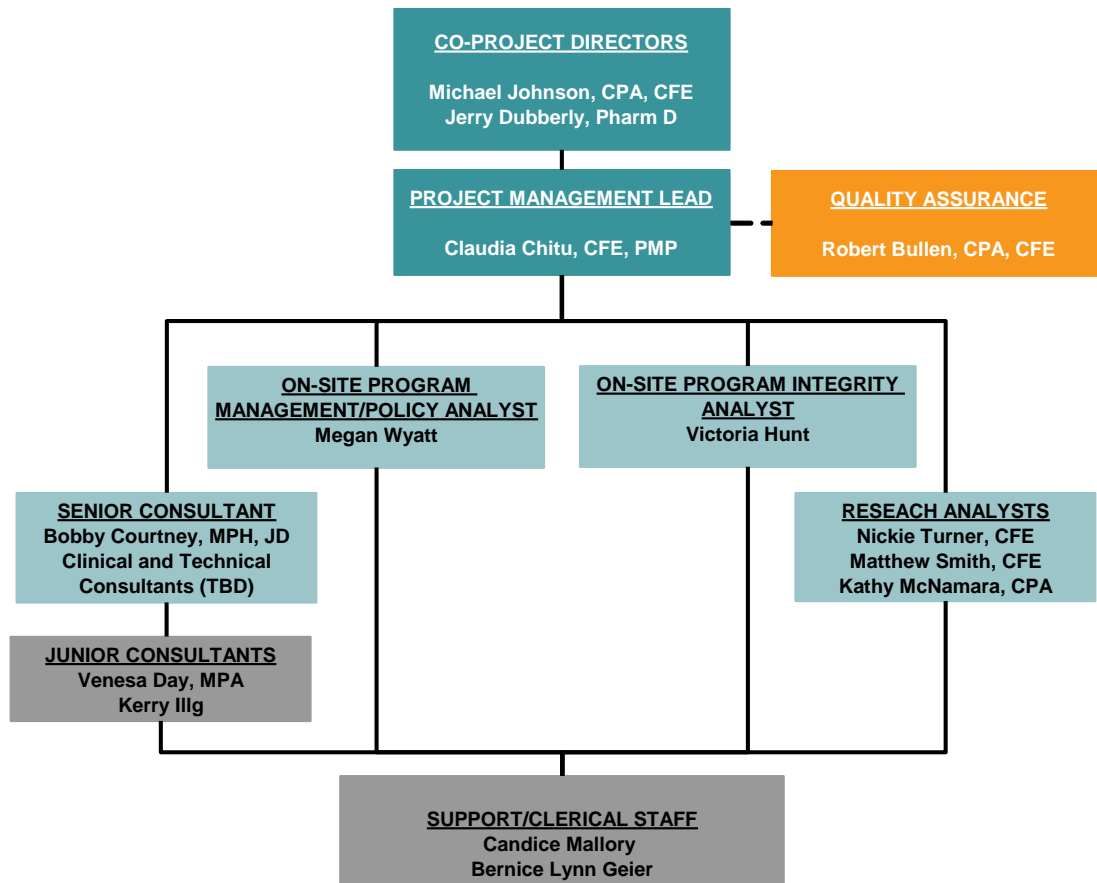 CO-PROJECT DIRECTORS
Michael Johnson, CPA, CFE
Jerry Dubberly, Pharm D
PROJECT MANAGEMENT LEAD
Claudia Chitu, CFE, PMP
QUALITY ASSURANCE
Robert Bullen, CPA, CFE
ON-SITE PROGRAM
MANAGEMENT/POLICY ANALYST
Megan Wyatt
ON-SITE PROGRAM INTEGRITY
ANALYST
Victoria Hunt
SENIOR CONSULTANT
Bobby Courtney, MPH, JD
Clinical and Technical
Consultants (TBD)
RESEACH ANALYSTS
Nickie Turner, CFE
Matthew Smith, CFE
Kathy McNamara, CPA
JUNIOR CONSULTANTS
Venesa Day, MPA
Kerry Illg
SUPPORT/CLERICAL STAFF
Candice Mallory
Bernice Lynn Geier